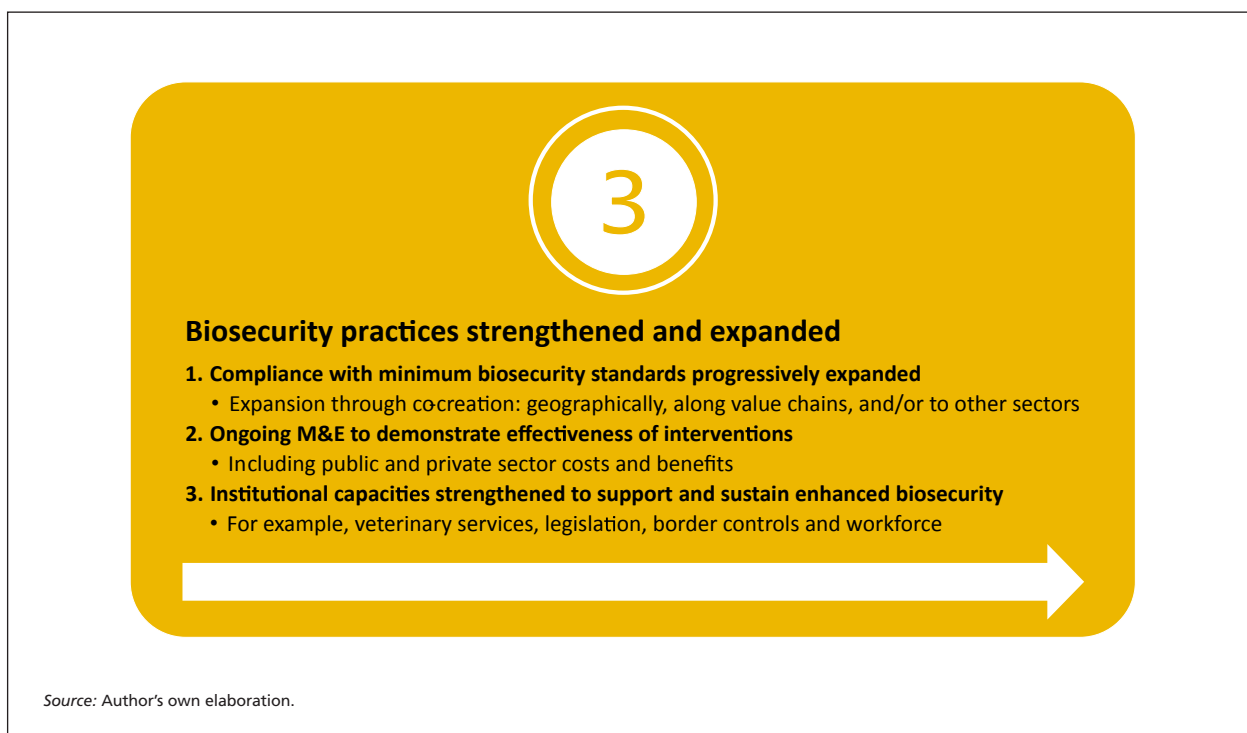 3
Biosecurity practices strengthened and expanded
1. Compliance with minimum biosecurity standards progressively expanded
• Expansion through co-creation: geographically, along value chains, and/or to other sectors
2. Ongoing M&E to demonstrate effectiveness of interventions
• Including public and private sector costs and benefits
3. Institutional capacities strengthened to support and sustain enhanced biosecurity
• For example, veterinary services, legislation, border controls and workforce
Source: Author's own elaboration.